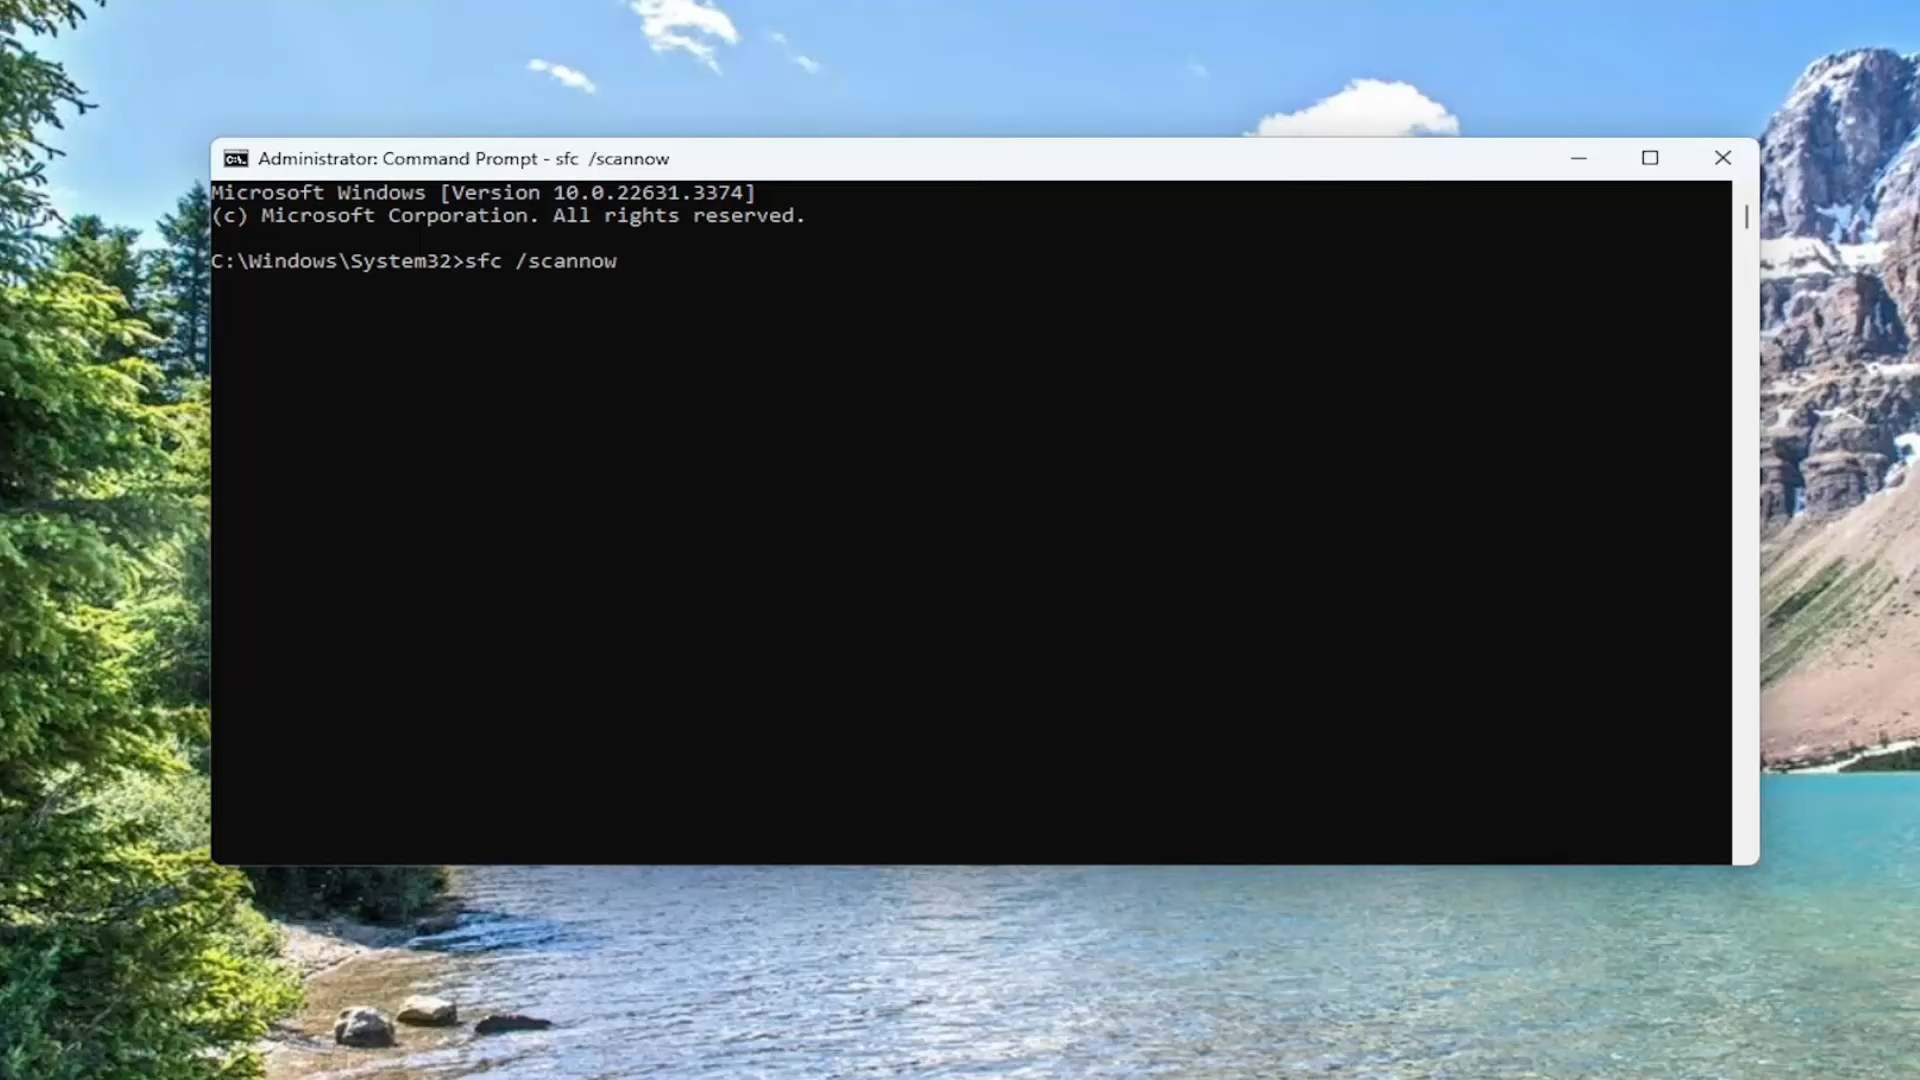 Administrator: Command Prompt - sfc  /scannow
Microsoft Windows [Version 10.0.22631.3374]
(c) Microsoft Corporation. All rights reserved.
C:\Windows\System32>sfc /scannow